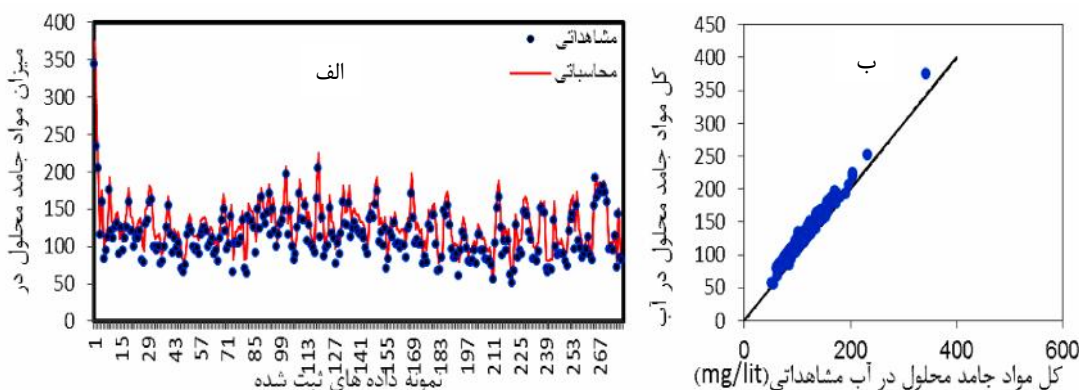 الف
مشاهداتی
محاسباتی
میزان مواد جامد محلول در
400
350
300
250
200
150
100
50
0
1 15 29 43 57 71 85 99 113 127 141 155 169 183 197 211 225 239 253 267
نمونه داده های ثبت شده
ب
کل مواد جامد محلول در آب
450
400
350
300
250
200
150
100
50
0
0 200 400 600
کل مواد جامد محلول در آب مشاهداتی(mg/lit)